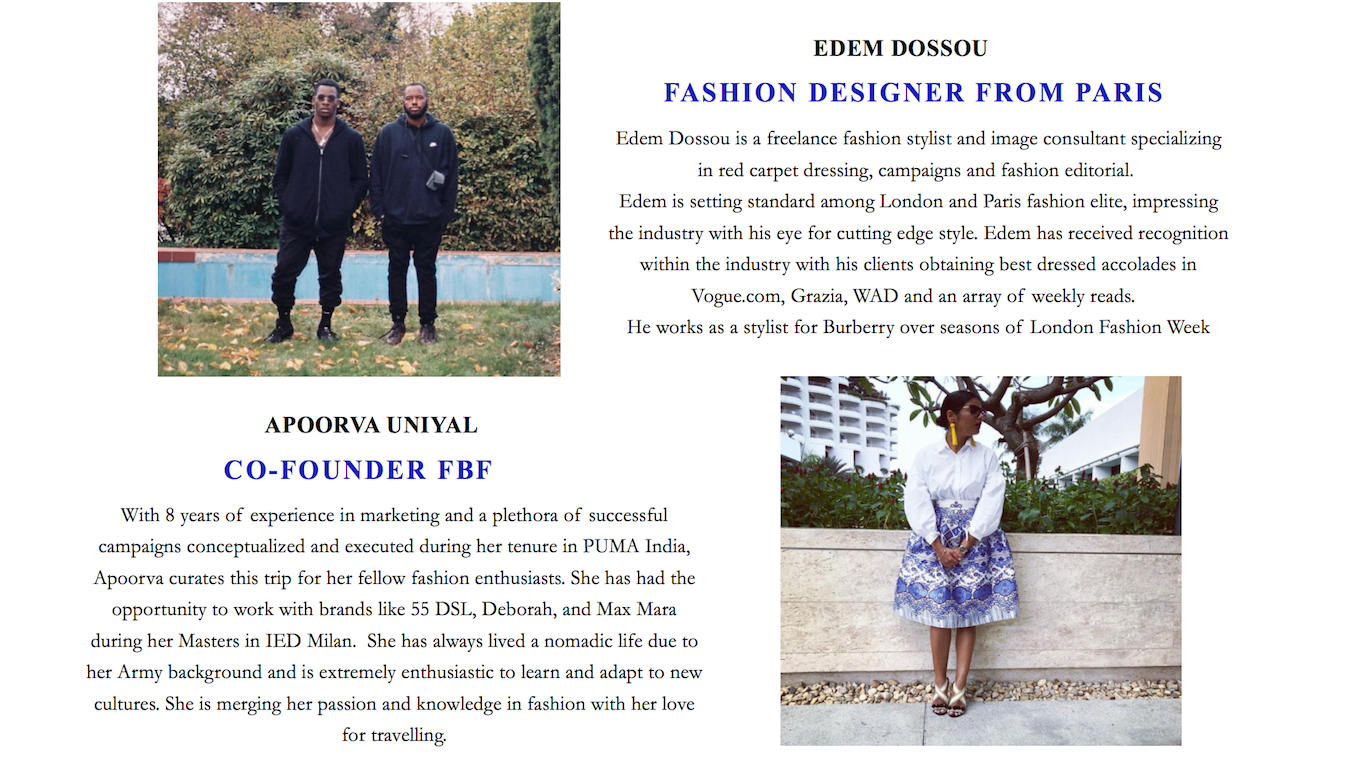 EDEM DOSSOU
FASHION DESIGNER FROM PARIS
Edem Dossou is a freelance fashion stylist and image consultant specializing
in red carpet dressing, campaigns and fashion editorial.
Edem is setting standard among London and Paris fashion elite, impressing
the industry with his eye for cutting edge style. Edem has received recognition
within the industry with his clients obtaining best dressed accolades in
Vogue.com, Grazia, WAD and an array of weekly reads.
He works as a stylist for Burberry over seasons of London Fashion Week
APOORVA UNIYAL
CO-FOUNDER FBF
With 8 years of experience in marketing and a plethora of successful
campaigns conceptualized and executed during her tenure in PUMA India,
Apoorva curates this trip for her fellow fashion enthusiasts. She has had the
opportunity to work with brands like 55 DSL, Deborah, and Max Mara
during her Masters in IED Milan. She has always lived a nomadic life due to
her Army background and is extremely enthusiastic to learn and adapt to new
cultures. She is merging her passion and knowledge in fashion with her love
for travelling.